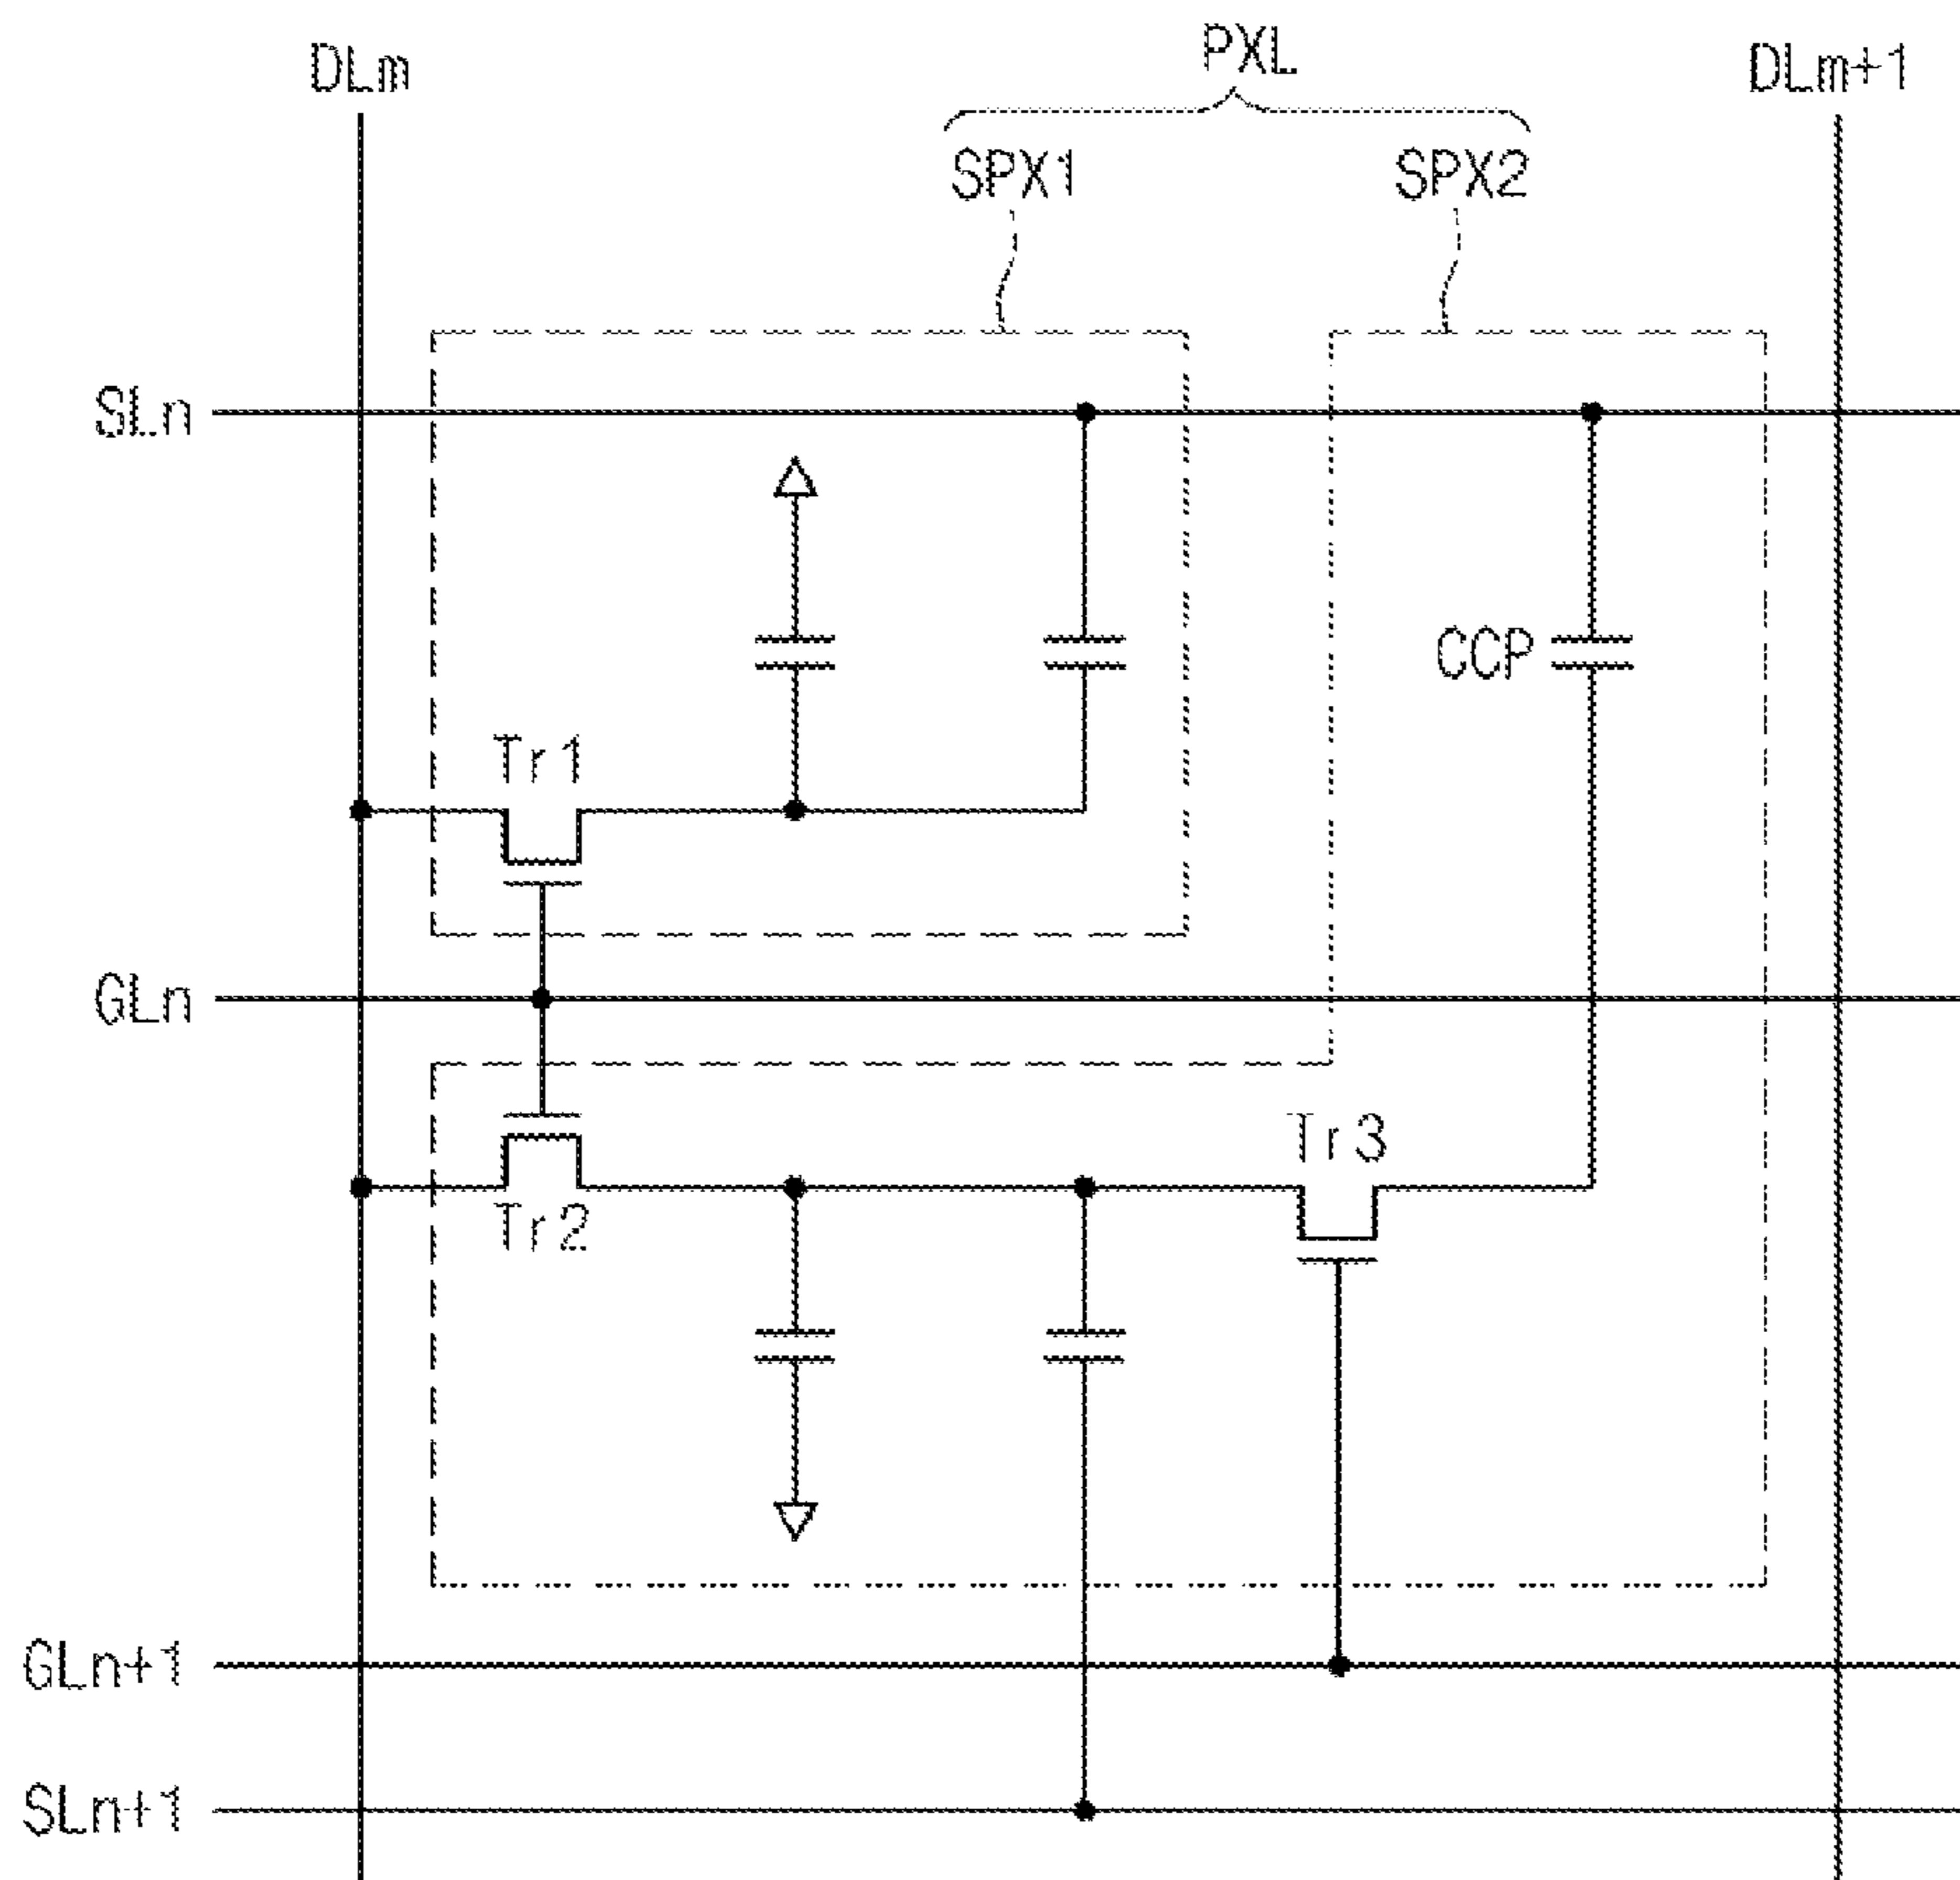 PXL
DLm
DLm+1
SPX1
SPX2
SLn
CCP
Tr1
GLn
Tr3
Tr2
GLn+1
SLn+1